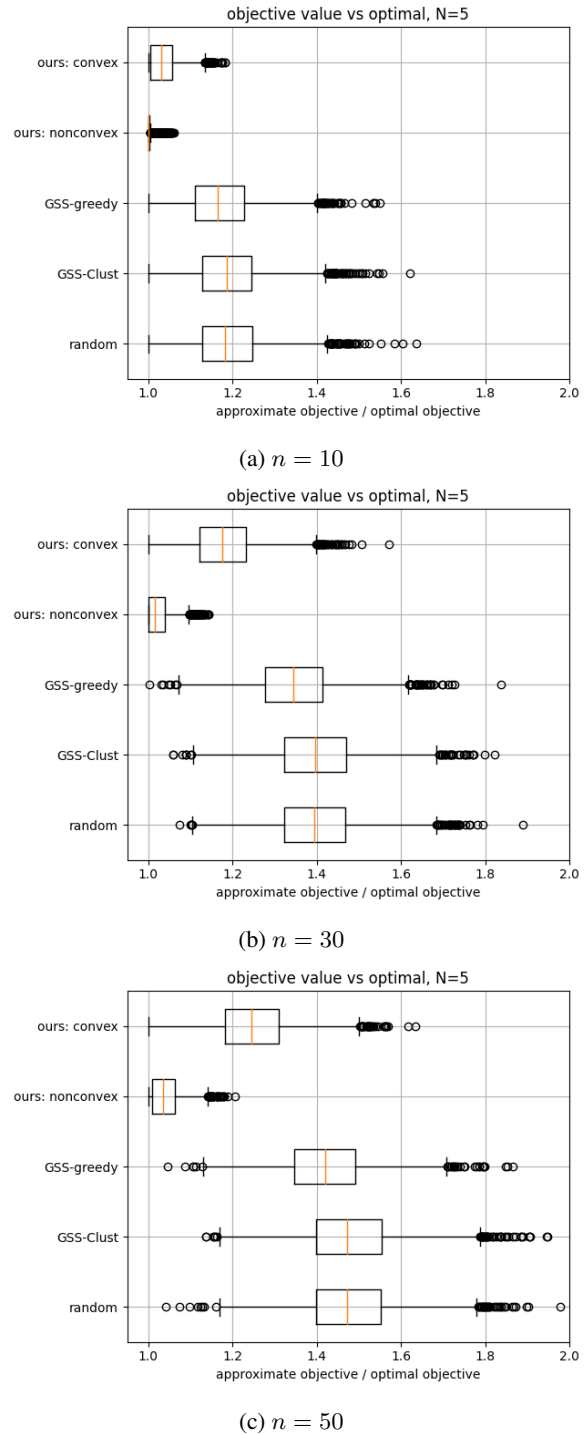 objective value vs optimal, N=5
ours: convex
ours: nonconvex
GSS-greedy
GSS-Clust
random
1.0 1.2 1.4 1.6 1.8 2.0
approximate objective / optimal objective
(a) n = 10
objective value vs optimal, N=5
ours: convex
ours: nonconvex
GSS-greedy
GSS-Clust
random
1.0 1.2 1.4 1.6 1.8 2.0
approximate objective / optimal objective
(b) n = 30
objective value vs optimal, N=5
ours: convex
ours: nonconvex
GSS-greedy
GSS-Clust
random
1.0 1.2 1.4 1.6 1.8 2.0
approximate objective / optimal objective
(c) n = 50